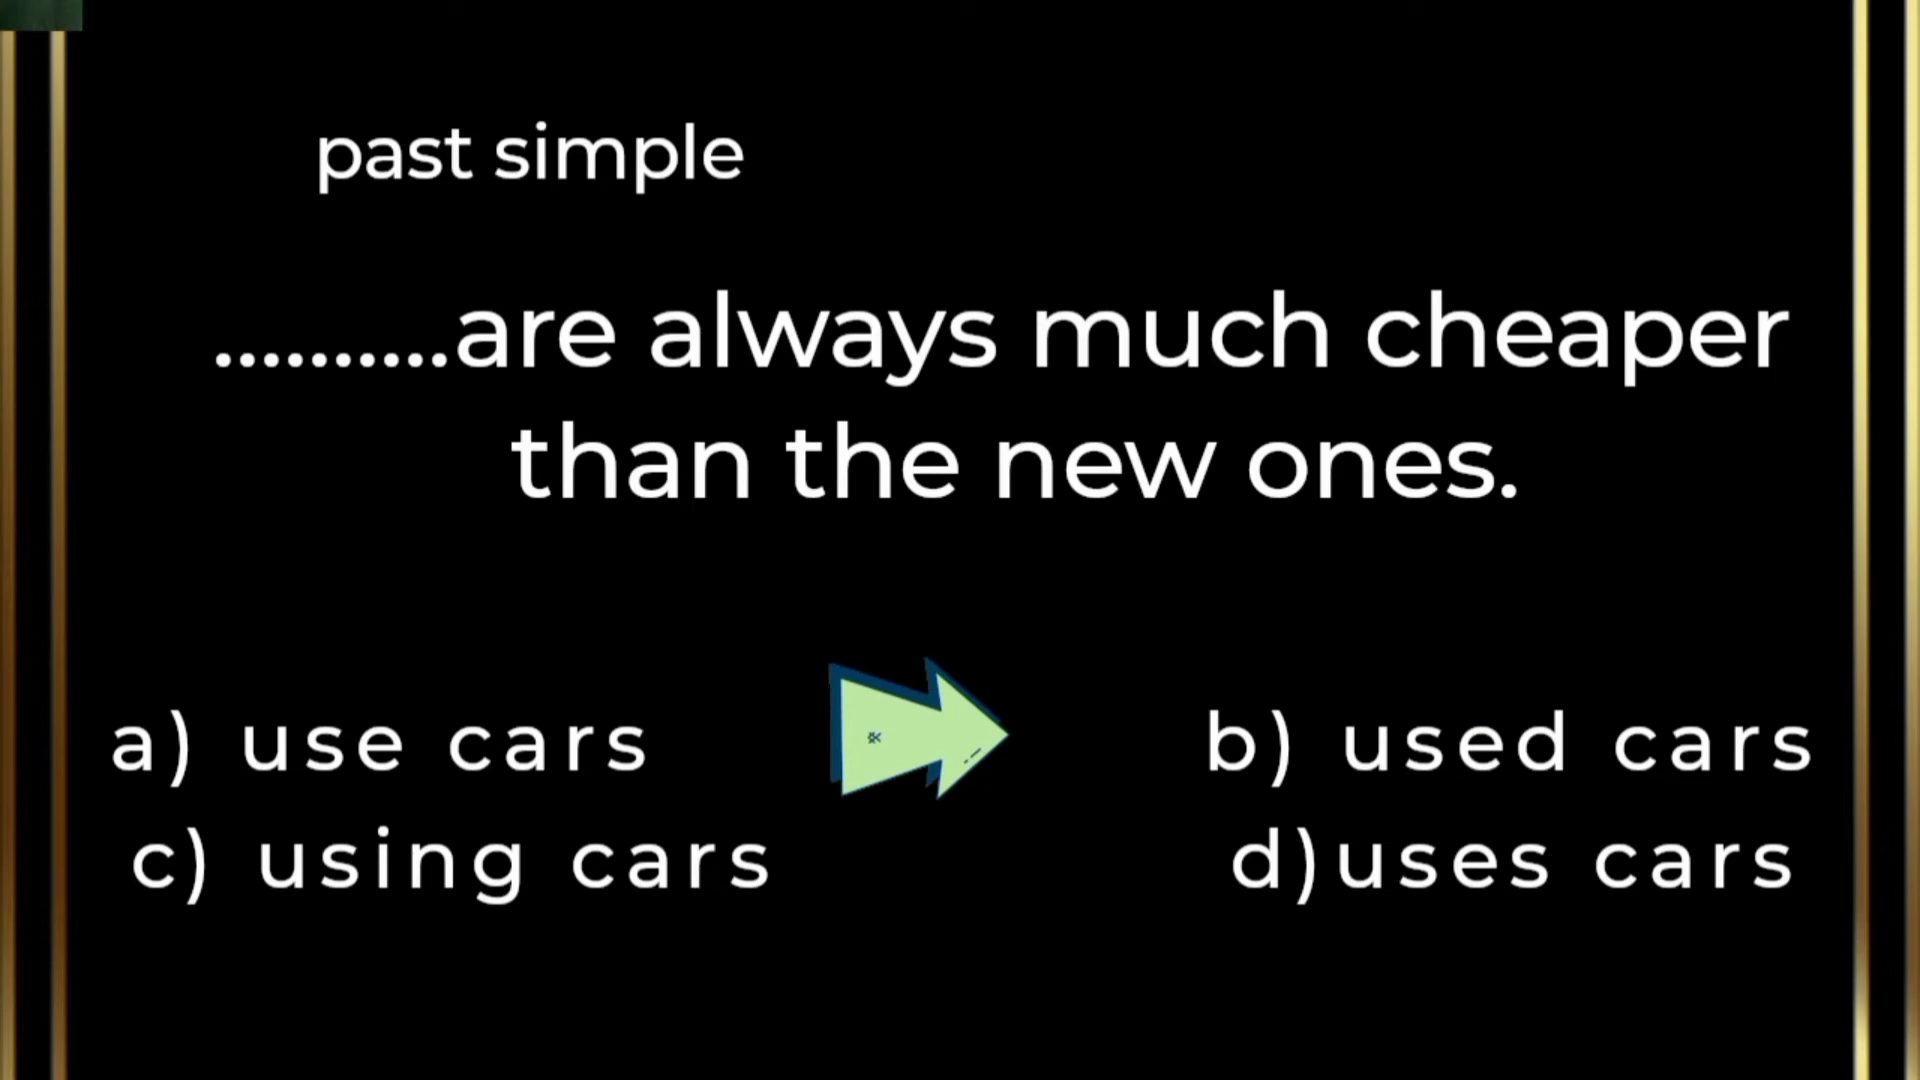 past simple
..........are always much cheaper
than the new ones.
a) use cars
b) used cars
c) using cars
d)uses cars